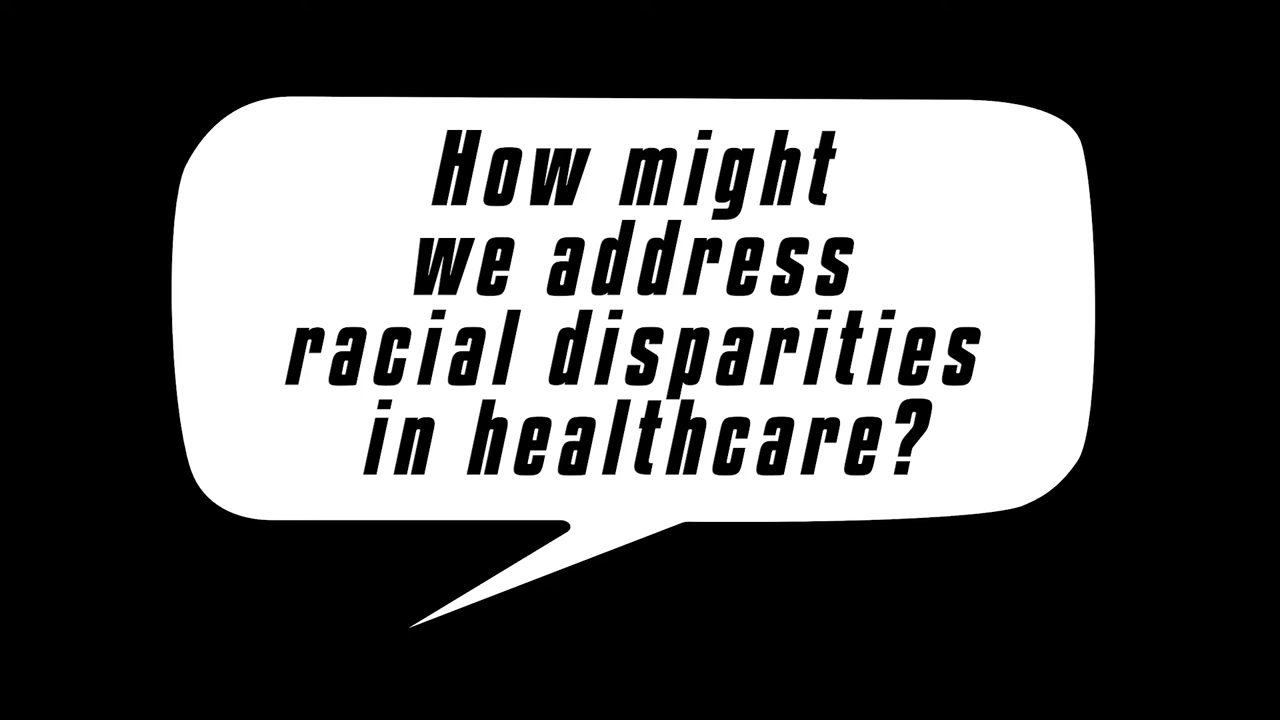 How might
we address
racial disparities
in healthcare?